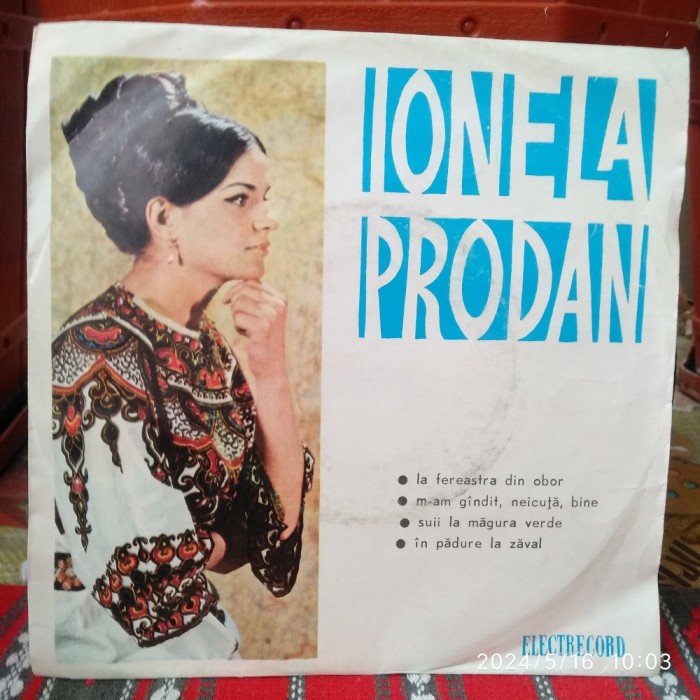 IONELA
PRODAN
● la fereastra din obor
● m-am gîndit, neicuţă, bine
● suii la măgura verde
● în pădure la zăval
ELECTRECORD
2024/5/16 10:03